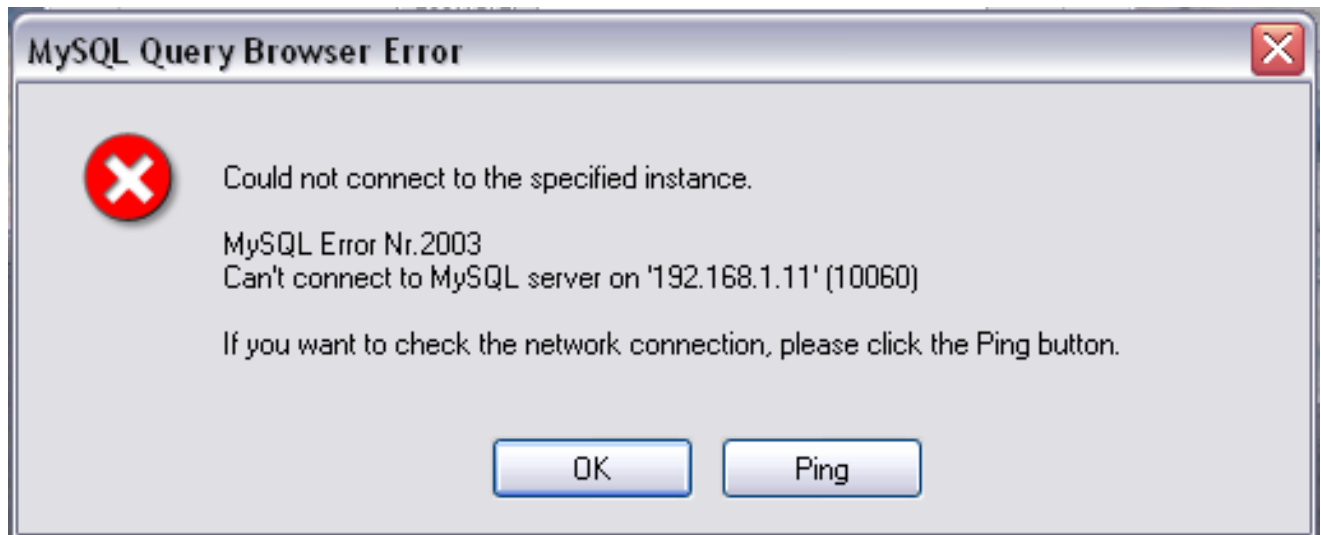 MySQL Query Browser Error
Could not connect to the specified instance.
MySQL Error Nr.2003
Can't connect to MySQL server on '192.168.1.11' (10060)
If you want to check the network connection, please click the Ping button.
OK
Ping